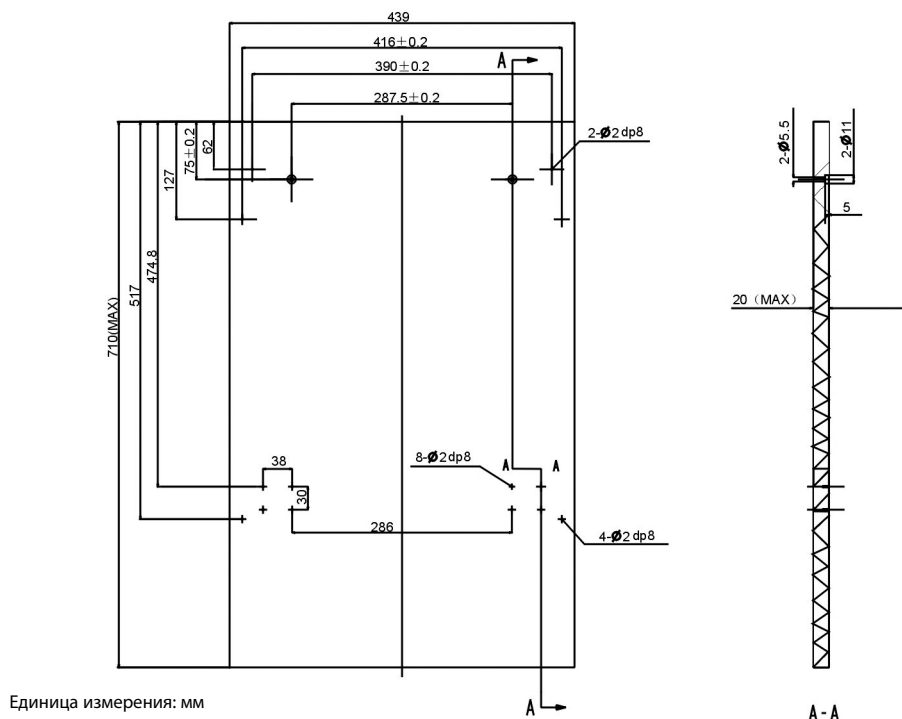 439
416±0.2
A
390±0.2
287.5±0.2
2-Ø2 dp8
62
75±0.2
127
474.8
517
710(MAX)
2-Ø5.5
2-Ø11
5
20（MAX）
38
8-Ø2 dp8
A
A
30
286
4-Ø2 dp8
Единица измерения: мм
A
A-A